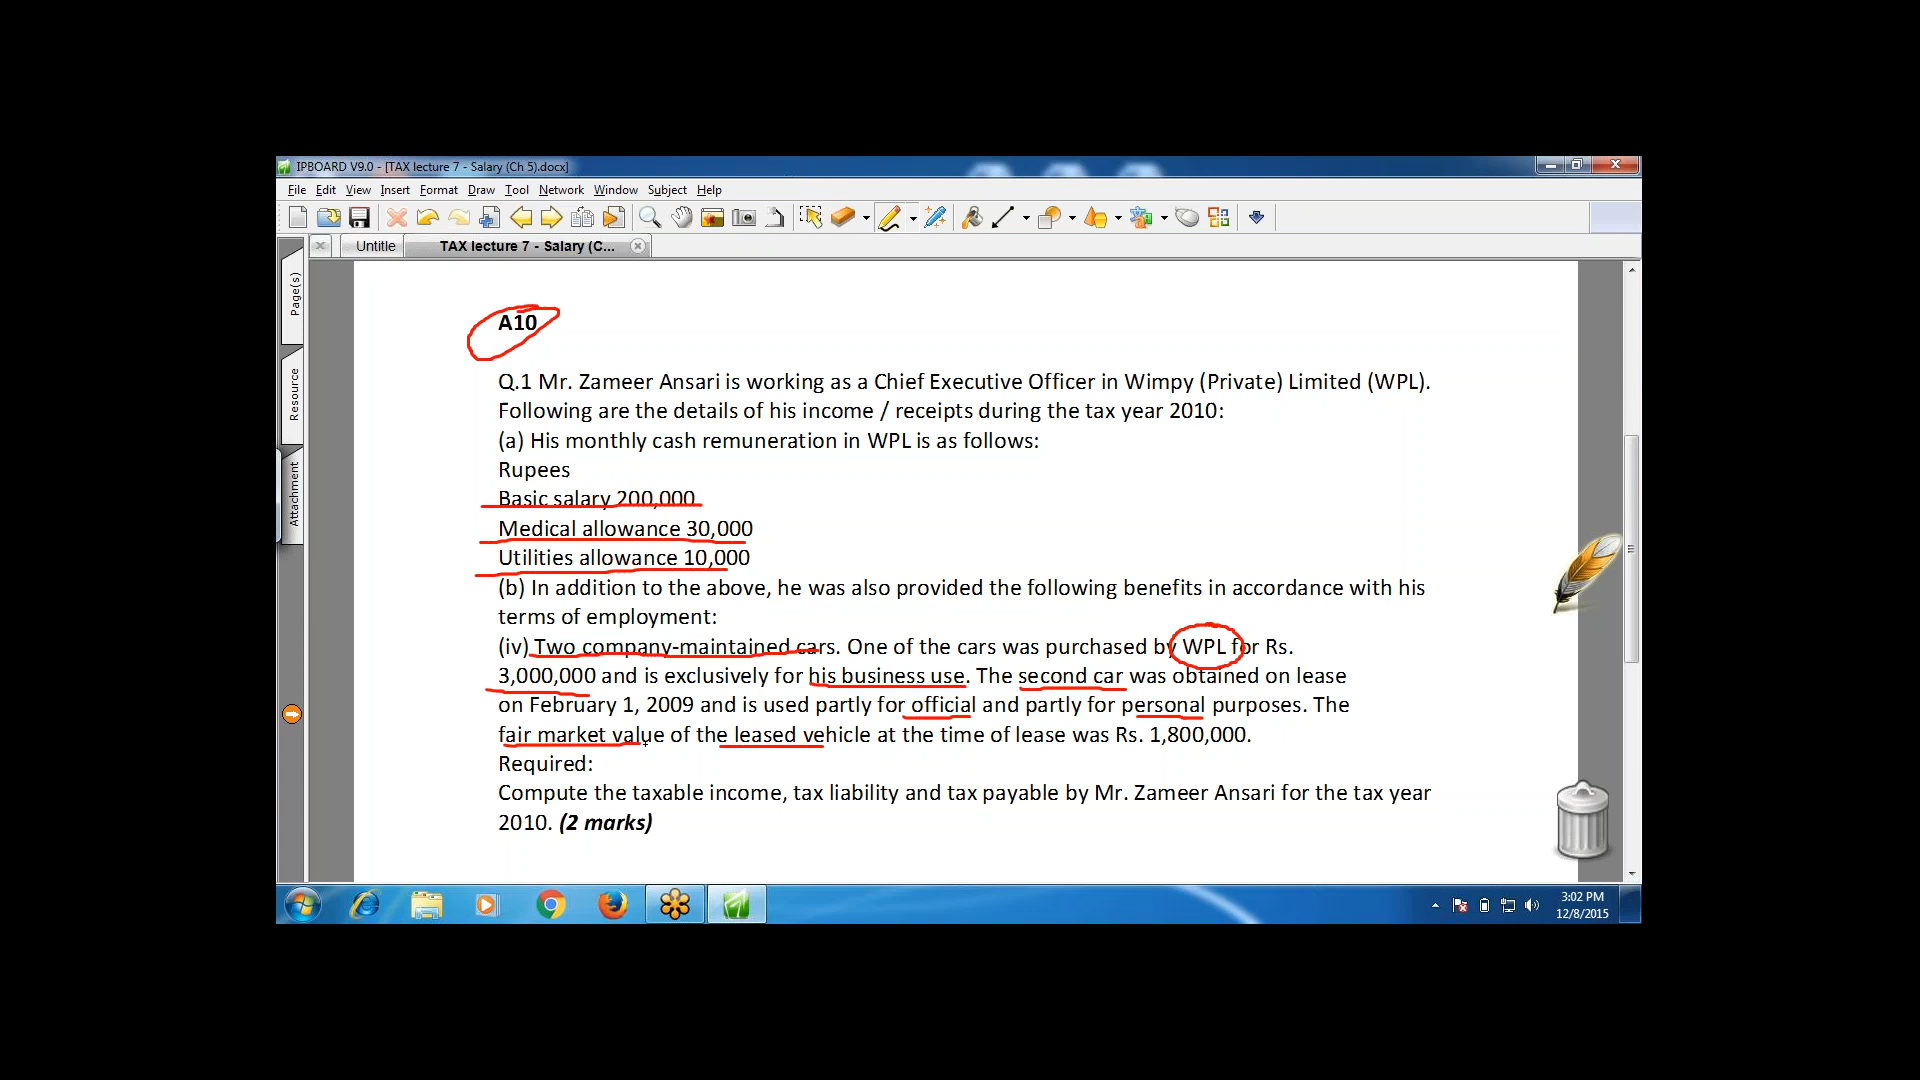 IPBOARD V9.0 - [TAX lecture 7 - Salary (Ch 5).docx]
File Edit View Insert Format Draw Tool Network Window Subject Help
Untitle TAX lecture 7 - Salary (C...
Page(s)
Resource
Attachment
A10
Q.1 Mr. Zameer Ansari is working as a Chief Executive Officer in Wimpy (Private) Limited (WPL).
Following are the details of his income / receipts during the tax year 2010:
(a) His monthly cash remuneration in WPL is as follows:
Rupees
Basic salary 200,000
Medical allowance 30,000
Utilities allowance 10,000
(b) In addition to the above, he was also provided the following benefits in accordance with his
terms of employment:
(iv) Two company-maintained cars. One of the cars was purchased by WPL for Rs.
3,000,000 and is exclusively for his business use. The second car was obtained on lease
on February 1, 2009 and is used partly for official and partly for personal purposes. The
fair market value of the leased vehicle at the time of lease was Rs. 1,800,000.
Required:
Compute the taxable income, tax liability and tax payable by Mr. Zameer Ansari for the tax year
2010. (2 marks)
3:02 PM
12/8/2015